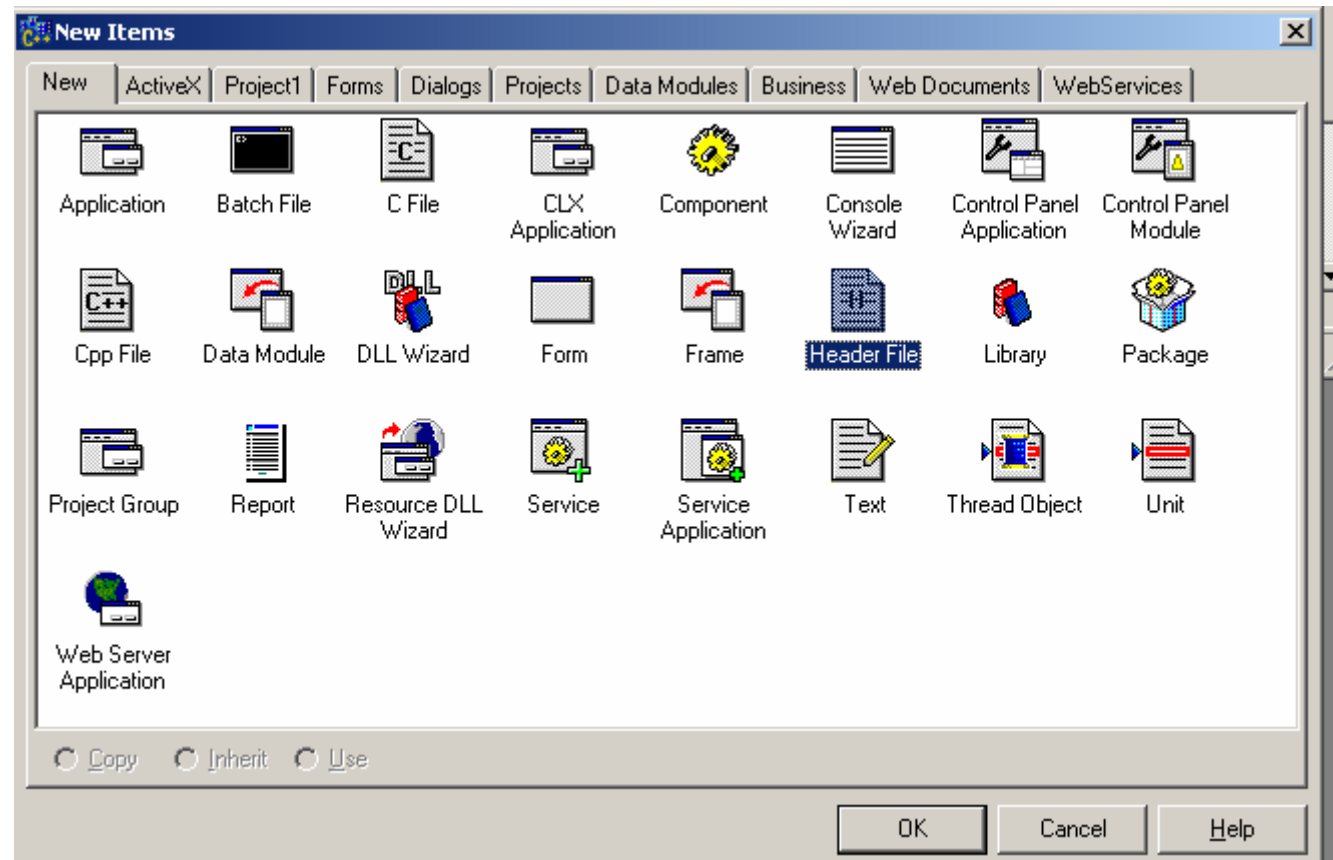 New Items
New ActiveX Project1 Forms Dialogs Projects Data Modules Business Web Documents WebServices
Application Batch File C File CLX Application Component Console Wizard Control Panel Application Control Panel Module
Cpp File Data Module DLL Wizard Form Frame Header File Library Package
Project Group Report Resource DLL Wizard Service Service Application Text Thread Object Unit
Web Server Application
Copy Inherit Use
OK Cancel Help